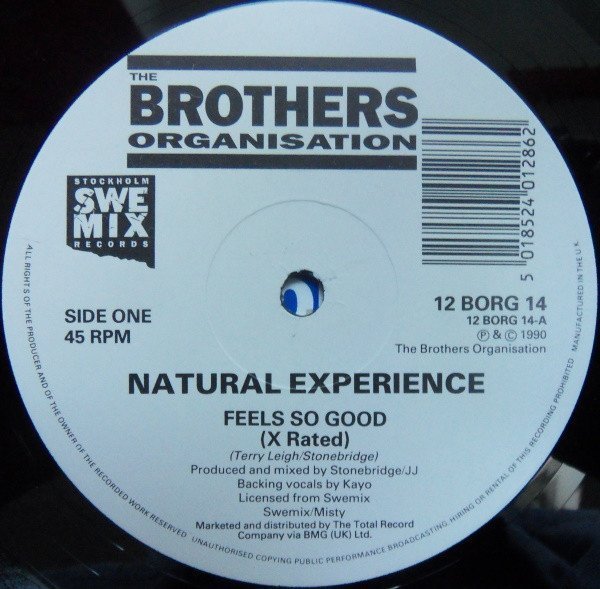 THE
BROTHERS
ORGANISATION
5 018524 012862
STOCKHOLM
SWE
MIX
RECORDS
SIDE ONE
45 RPM
12 BORG 14
12 BORG 14-A
Ⓟ & © 1990
The Brothers Organisation
NATURAL EXPERIENCE
FEELS SO GOOD
(X Rated)
(Terry Leigh/Stonebridge)
Produced and mixed by Stonebridge/JJ
Backing vocals by Kayo
Licensed from Swemix
Swemix/Misty
Marketed and distributed by The Total Record
Company via BMG (UK) Ltd.
ALL RIGHTS OF THE PRODUCER AND OF THE OWNER OF THE RECORDED WORK RESERVED UNAUTHORISED COPYING PUBLIC PERFORMANCE BROADCASTING, HIRING OR RENTAL OF THIS RECORDING PROHIBITED MANUFACTURED IN THE U.K.